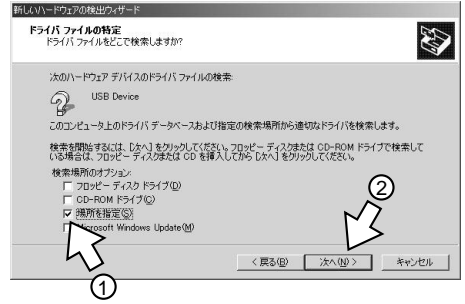 新しいハードウェアの検出ウィザード
ドライバ ファイルの特定
ドライバ ファイルをどこで検索しますか?
次のハードウェア デバイスのドライバ ファイルの検索:
USB Device
このコンピュータ上のドライバ データベースおよび指定の検索場所から適切なドライバを検索します。
検索を開始するには、[次へ] をクリックしてください。フロッピー ディスクまたは CD-ROM ドライブで検索して
いる場合は、フロッピー ディスクまたは CD を挿入してから [次へ] をクリックしてください。
検索場所のオプション:
フロッピー ディスク ドライブ(D)
CD-ROM ドライブ(C)
場所を指定(S)
Microsoft Windows Update(M)
< 戻る(B) 次へ(N) > キャンセル
① ②